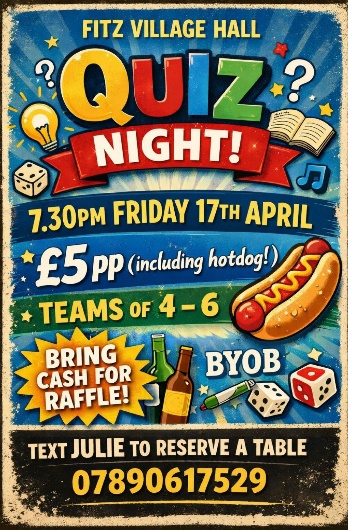 FITZ VILLAGE HALL
QUIZ
NIGHT!
7.30PM FRIDAY 17TH APRIL
£5 PP (including hotdog!)
TEAMS OF 4 – 6
BRING
CASH FOR
RAFFLE!
BYOB
TEXT JULIE TO RESERVE A TABLE
07890617529